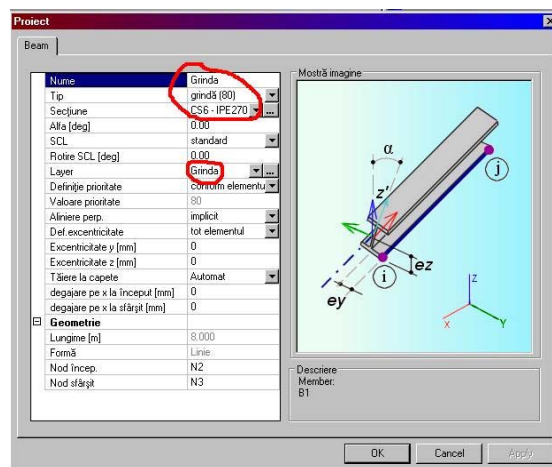 Proiect
Beam
Nume Grinda
Tip grindă (80)
Secţiune CS6 - IPE270 ...
Alfa [deg] 0.00
SCL standard
Rotire SCL [deg] 0.00
Layer Grinda ...
Definiţie prioritate conform elementu
Valoare prioritate 80
Aliniere perp. implicit
Def.excentricitate tot elementul
Excentricitate y [mm] 0
Excentricitate z [mm] 0
Tăiere la capete Automat
degajare pe x la început [mm] 0
degajare pe x la sfârşit [mm] 0
Geometrie
Lungime [m] 8.000
Formă Linie
Nod încep. N2
Nod sfârşit N3
Mostră imagine
α
z'
j
i
ez
ey
z
x
Y
Descriere
Member:
B1
OK Cancel Apply